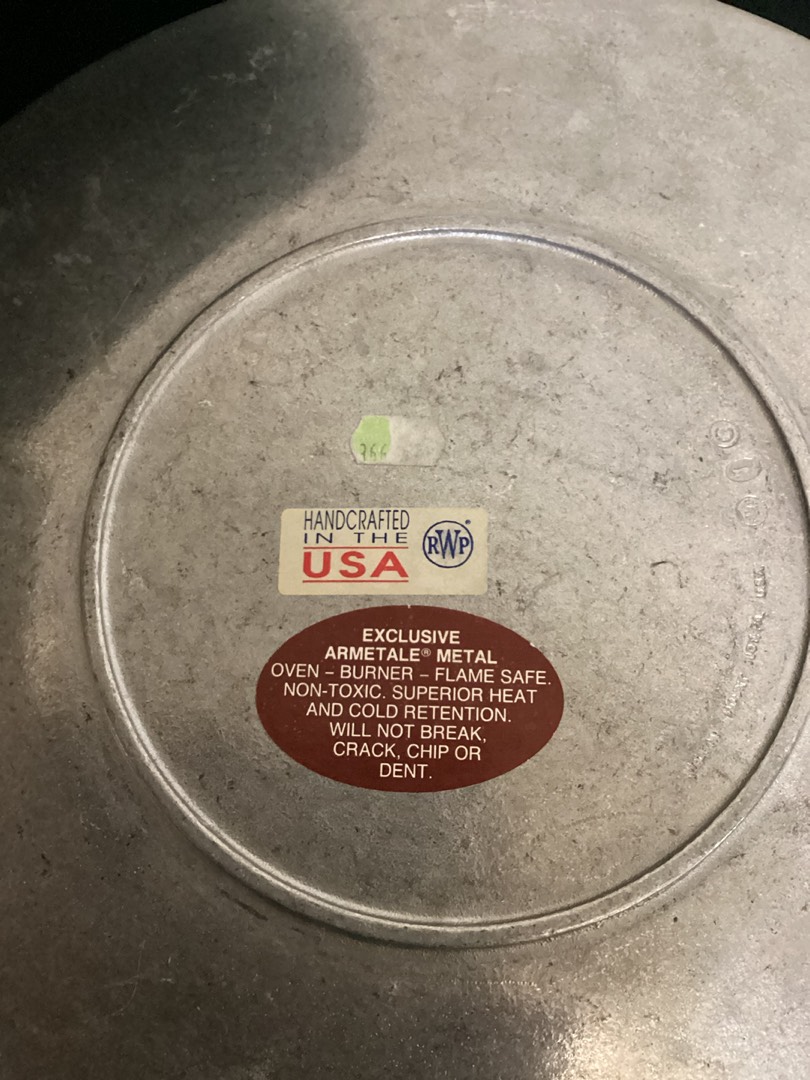 366
HANDCRAFTED
IN THE
USA
RWP®
EXCLUSIVE
ARMETALE® METAL
OVEN – BURNER – FLAME SAFE.
NON-TOXIC. SUPERIOR HEAT
AND COLD RETENTION.
WILL NOT BREAK,
CRACK, CHIP OR
DENT.